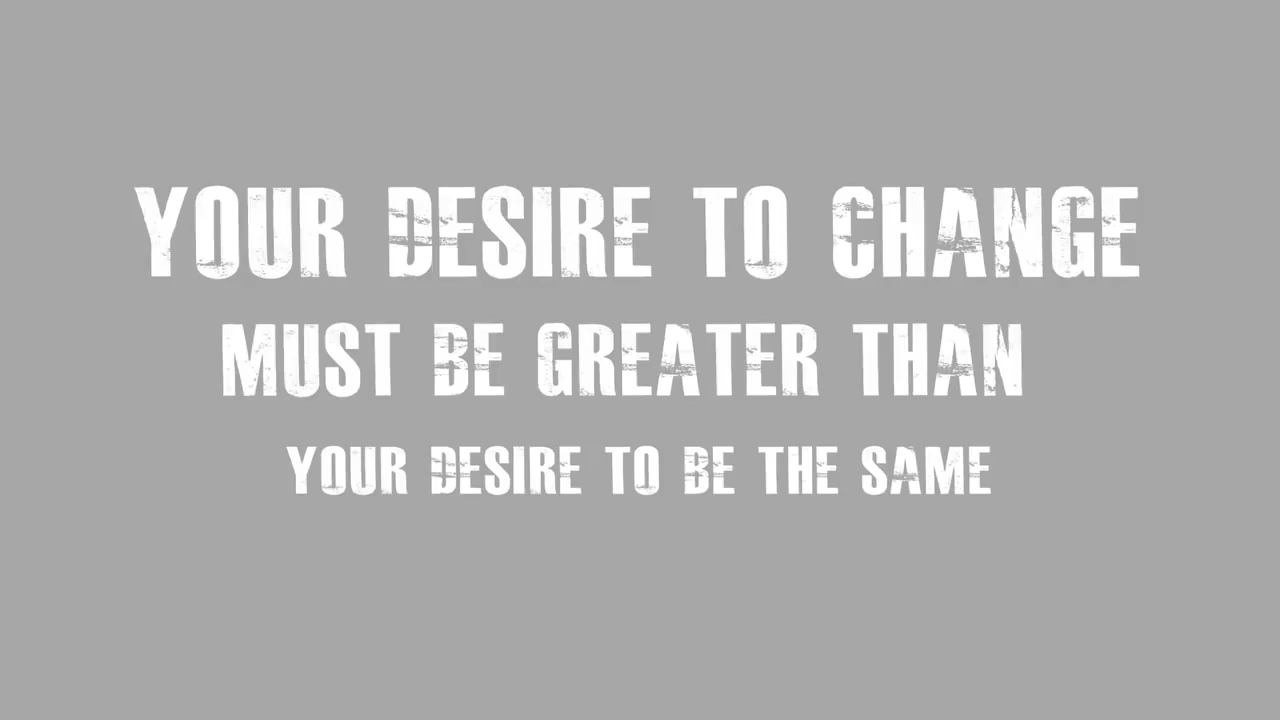 YOUR DESIRE TO CHANGE
MUST BE GREATER THAN
YOUR DESIRE TO BE THE SAME